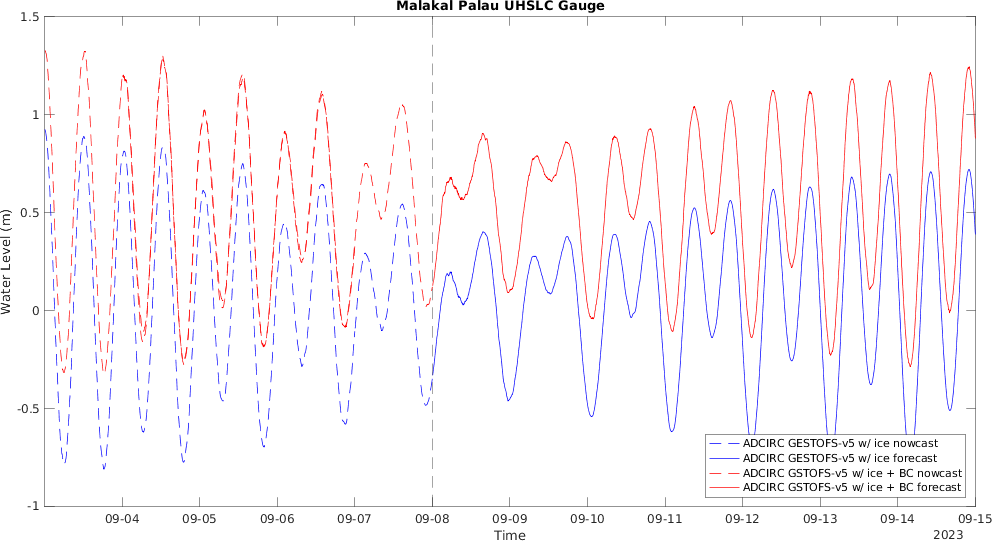 Malakal Palau UHSLC Gauge
1.5
1
0.5
0
-0.5
-1
Water Level (m)
ADCIRC GESTOFS-v5 w/ ice nowcast
ADCIRC GESTOFS-v5 w/ ice forecast
ADCIRC GSTOFS-v5 w/ ice + BC nowcast
ADCIRC GSTOFS-v5 w/ ice + BC forecast
09-04 09-05 09-06 09-07 09-08 09-09 09-10 09-11 09-12 09-13 09-14 09-15
Time
2023